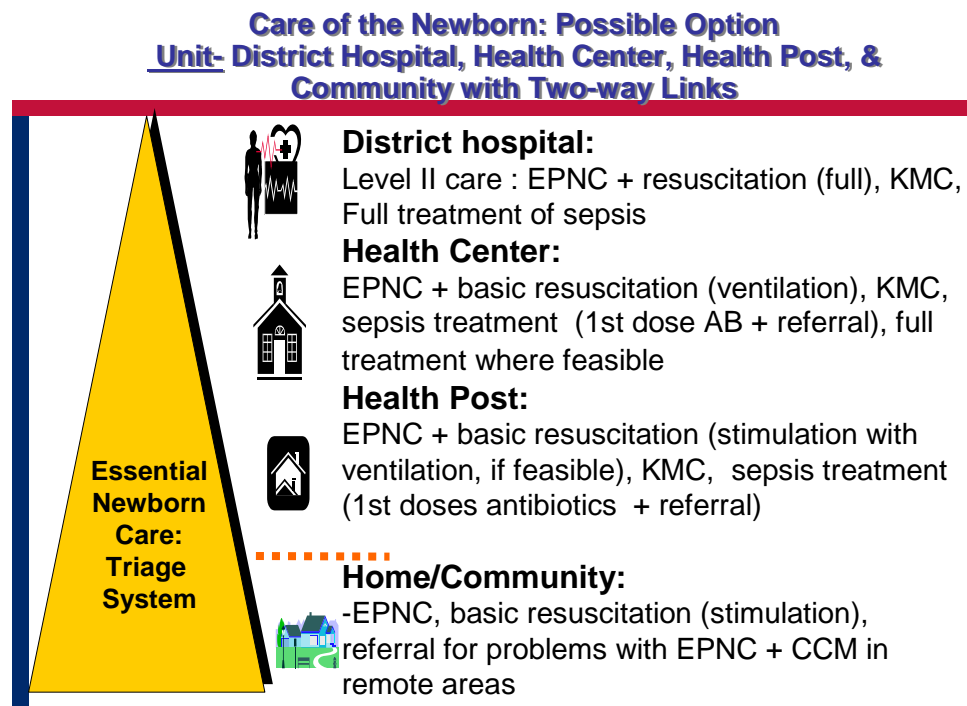 Care of the Newborn: Possible Option
Unit- District Hospital, Health Center, Health Post, &
Community with Two-way Links
District hospital:
Level II care : EPNC + resuscitation (full), KMC,
Full treatment of sepsis
Health Center:
EPNC + basic resuscitation (ventilation), KMC,
sepsis treatment (1st dose AB + referral), full
treatment where feasible
Health Post:
EPNC + basic resuscitation (stimulation with
ventilation, if feasible), KMC, sepsis treatment
(1st doses antibiotics + referral)
Essential
Newborn
Care:
Triage
System
Home/Community:
-EPNC, basic resuscitation (stimulation),
referral for problems with EPNC + CCM in
remote areas